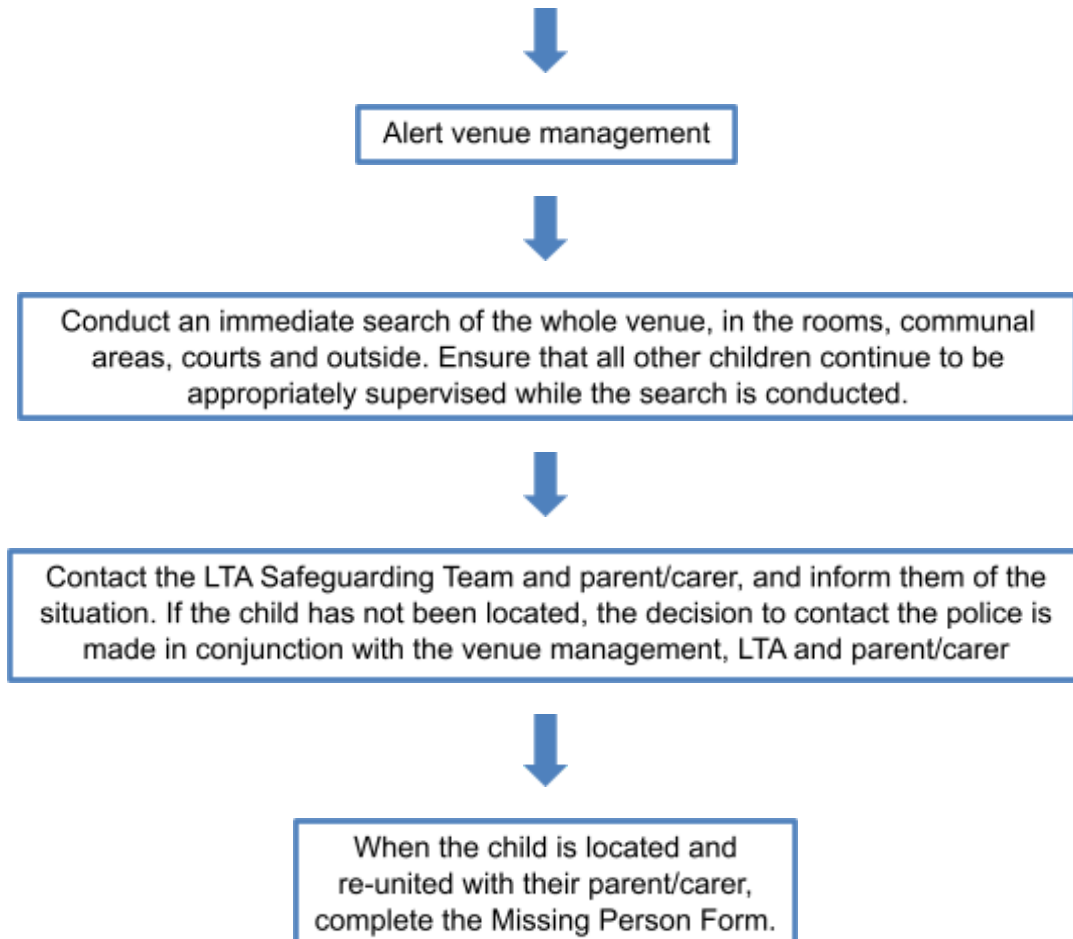 Alert venue management
Conduct an immediate search of the whole venue, in the rooms, communal
areas, courts and outside. Ensure that all other children continue to be
appropriately supervised while the search is conducted.
Contact the LTA Safeguarding Team and parent/carer, and inform them of the
situation. If the child has not been located, the decision to contact the police is
made in conjunction with the venue management, LTA and parent/carer
When the child is located and
re-united with their parent/carer,
complete the Missing Person Form.